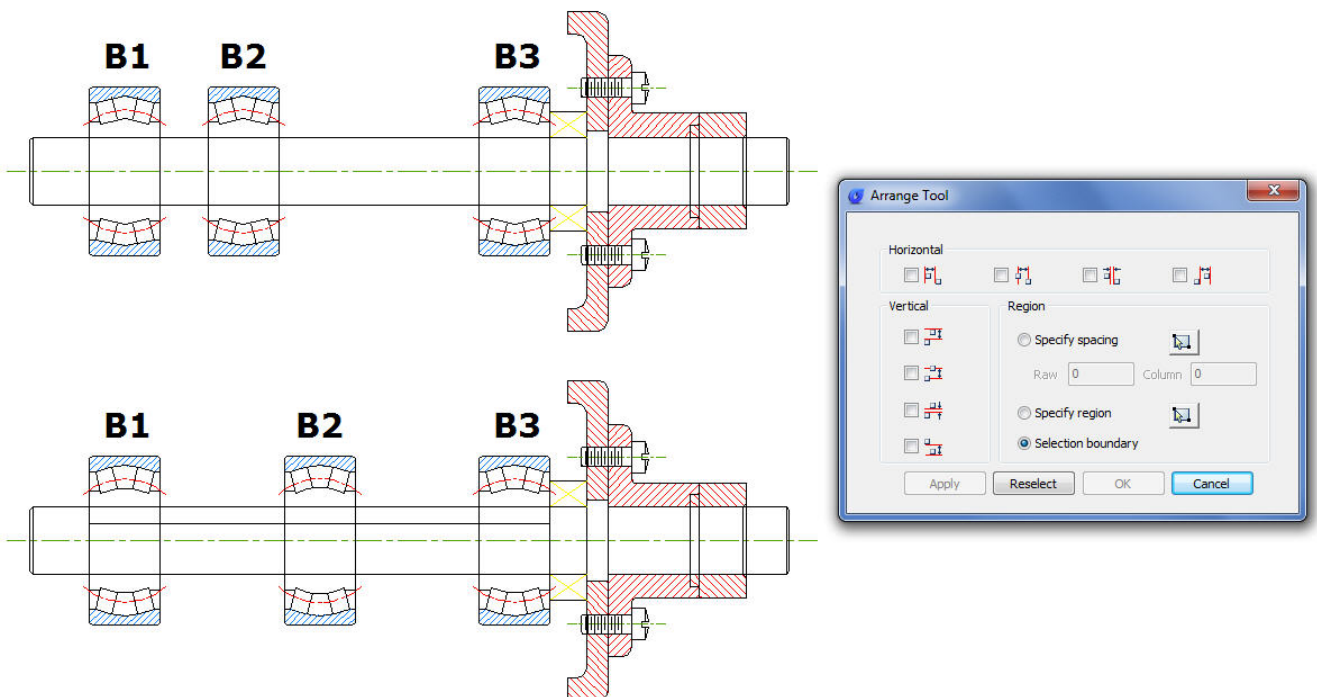 B1 B2 B3
B1 B2 B3
Arrange Tool
Horizontal
Vertical
Region
Specify spacing
Raw 0 Column 0
Specify region
Selection boundary
Apply Reselect OK Cancel